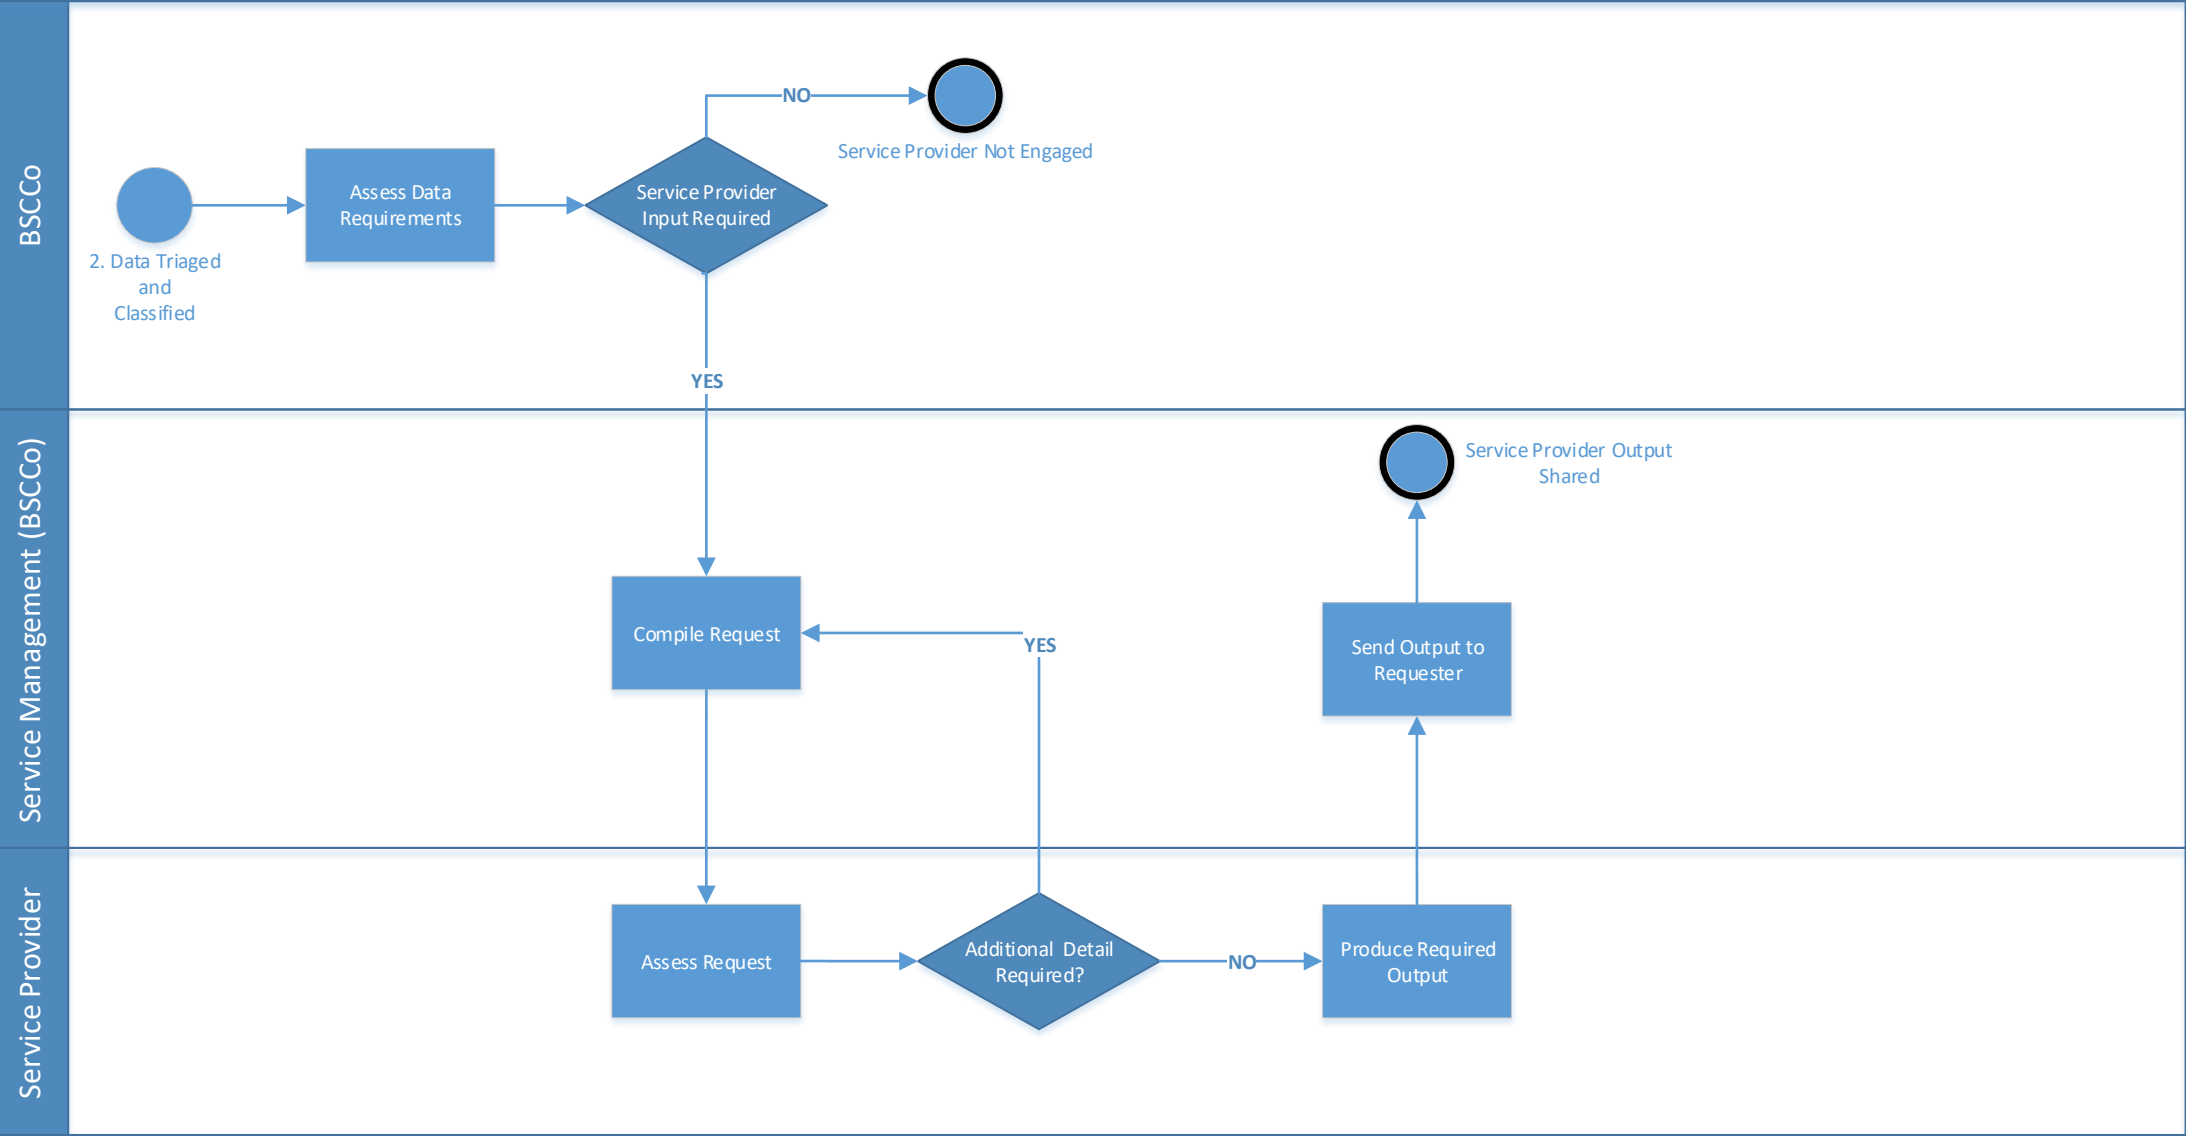 BSCCo
NO
Service Provider Not Engaged
Assess Data
Requirements
Service Provider
Input Required
2. Data Triaged
and
Classified
YES
Service Management (BSCCo)
Service Provider Output
Shared
Compile Request
YES
Send Output to
Requester
Service Provider
Assess Request
Additional Detail
Required?
NO
Produce Required
Output